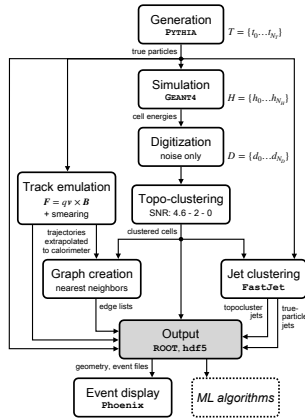 Generation
PYTHIA
T = {t₀...t_{N_T}}
true particles
Simulation
GEANT4
H = {h₀...h_{N_H}}
cell energies
Digitization
noise only
D = {d₀...d_{N_D}}
Track emulation
F = qv × B
+ smearing
Topo-clustering
SNR: 4.6 - 2 - 0
trajectories
extrapolated
to calorimeter
clustered cells
Graph creation
nearest neighbors
Jet clustering
FastJet
edge lists
topocluster
jets
true-
particle
jets
Output
ROOT, hdf5
geometry, event files
Event display
Phoenix
ML algorithms